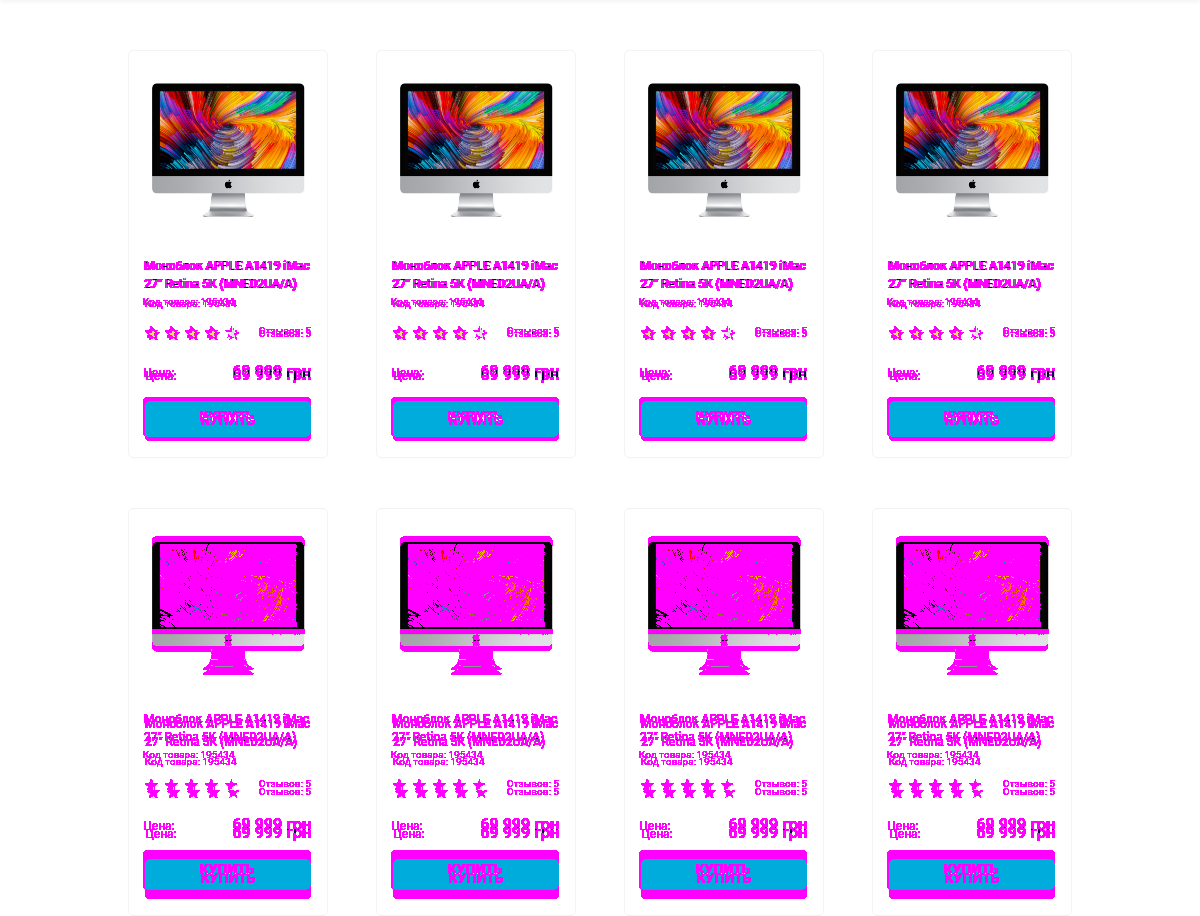 Моноблок APPLE A1419 iMac
27" Retina 5K (MNED2UA/A)
Код товара: 195434
Отзывов: 5
Цена: 69 999 грн
КУПИТЬ
Моноблок APPLE A1419 iMac
27" Retina 5K (MNED2UA/A)
Код товара: 195434
Отзывов: 5
Цена: 69 999 грн
КУПИТЬ
Моноблок APPLE A1419 iMac
27" Retina 5K (MNED2UA/A)
Код товара: 195434
Отзывов: 5
Цена: 69 999 грн
КУПИТЬ
Моноблок APPLE A1419 iMac
27" Retina 5K (MNED2UA/A)
Код товара: 195434
Отзывов: 5
Цена: 69 999 грн
КУПИТЬ
Моноблок APPLE A1419 iMac
27" Retina 5K (MNED2UA/A)
Код товара: 195434
Отзывов: 5
Цена: 69 999 грн
КУПИТЬ
Моноблок APPLE A1419 iMac
27" Retina 5K (MNED2UA/A)
Код товара: 195434
Отзывов: 5
Цена: 69 999 грн
КУПИТЬ
Моноблок APPLE A1419 iMac
27" Retina 5K (MNED2UA/A)
Код товара: 195434
Отзывов: 5
Цена: 69 999 грн
КУПИТЬ
Моноблок APPLE A1419 iMac
27" Retina 5K (MNED2UA/A)
Код товара: 195434
Отзывов: 5
Цена: 69 999 грн
КУПИТЬ